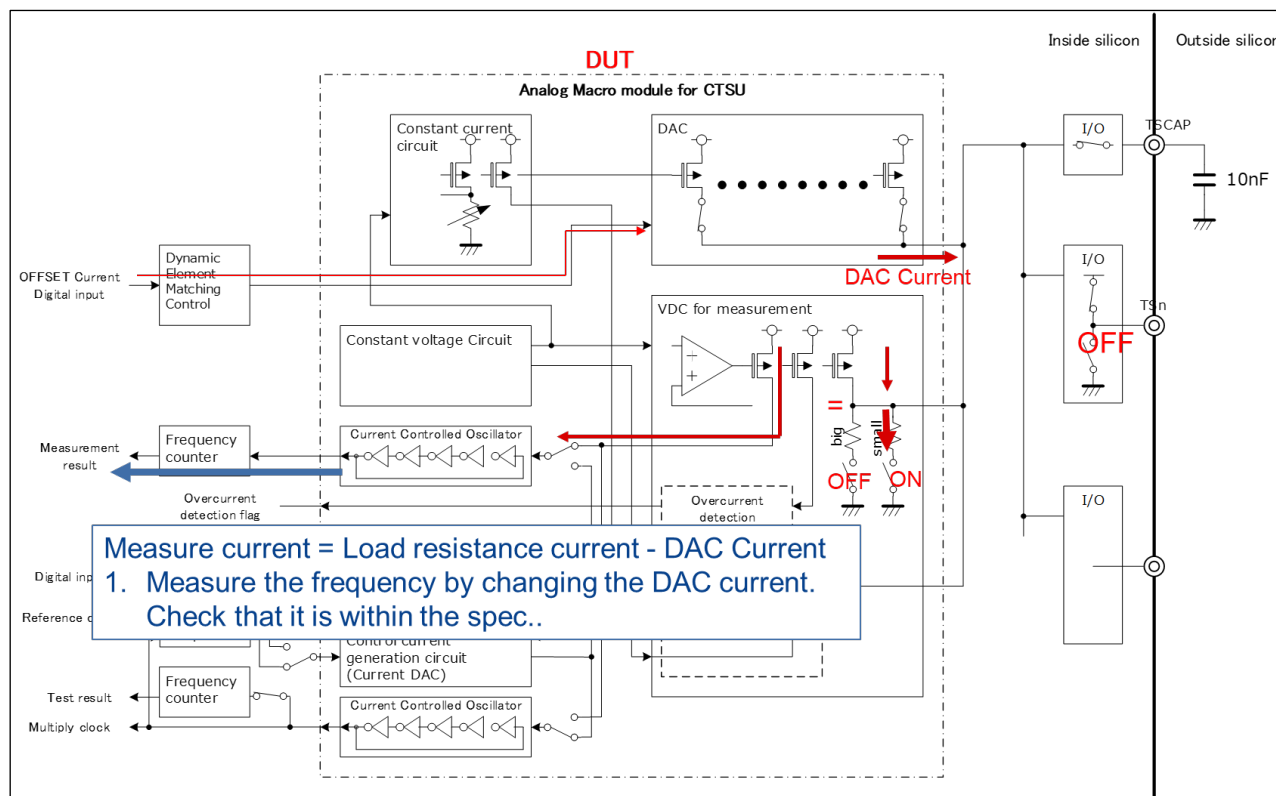 Inside silicon
Outside silicon
DUT
Analog Macro module for CTSU
Constant current
circuit
DAC
I/O
TSCAP
10nF
Dynamic
Element
Matching
Control
OFFSET Current
Digital input
DAC Current
I/O
TSn
OFF
Constant voltage Circuit
VDC for measurement
=
big
small
OFF
ON
Measurement
result
Frequency
counter
Current Controlled Oscillator
Overcurrent
detection flag
Overcurrent
detection
I/O
Measure current = Load resistance current - DAC Current
1. Measure the frequency by changing the DAC current.
Check that it is within the spec..
Digital
Reference
Control current
generation circuit
(Current DAC)
Test result
Frequency
counter
Current Controlled Oscillator
Multiply clock